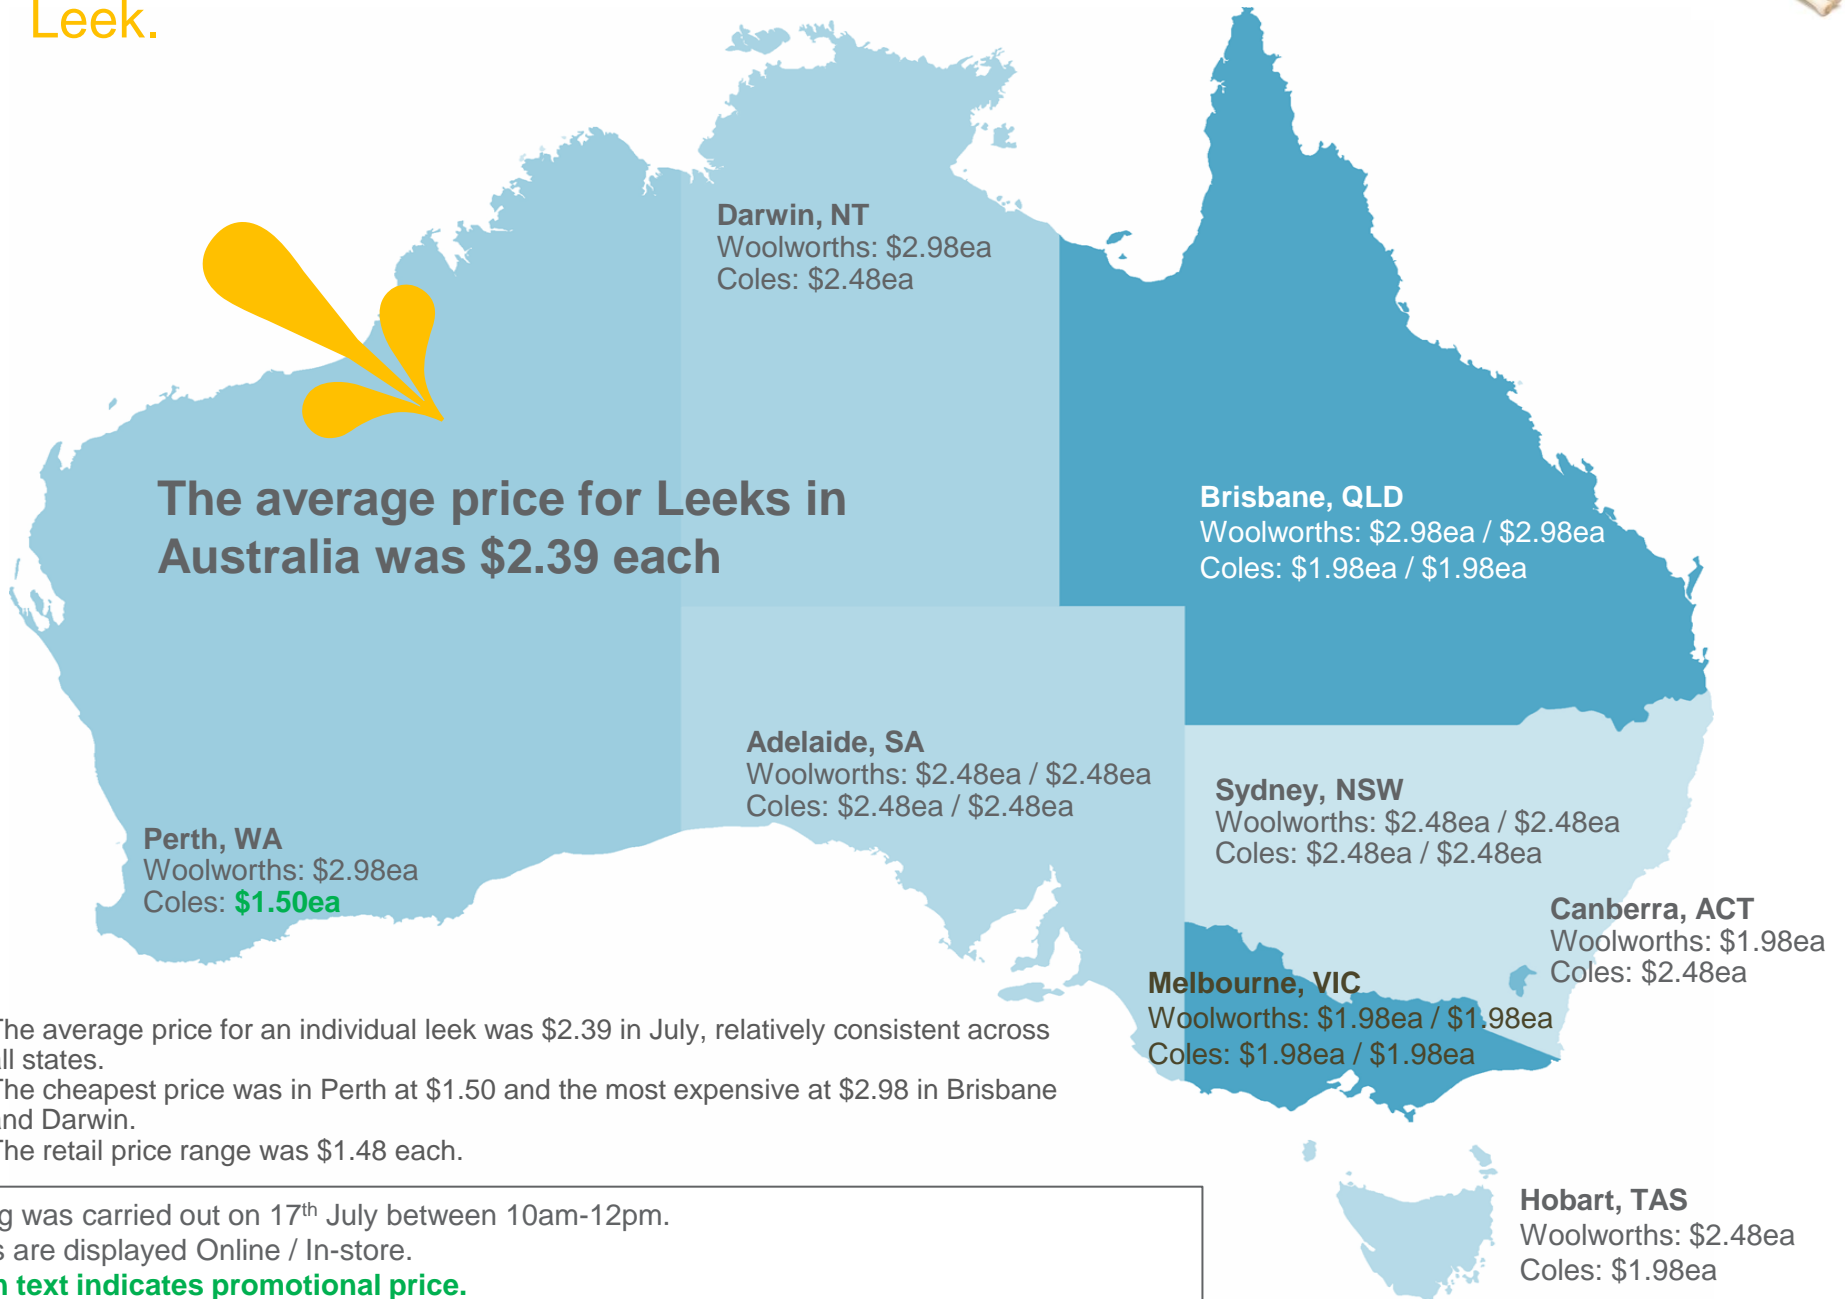 Leek.
Darwin, NT
Woolworths: $2.98ea
Coles: $2.48ea
The average price for Leeks in
Australia was $2.39 each
Brisbane, QLD
Woolworths: $2.98ea / $2.98ea
Coles: $1.98ea / $1.98ea
Adelaide, SA
Woolworths: $2.48ea / $2.48ea
Coles: $2.48ea / $2.48ea
Sydney, NSW
Woolworths: $2.48ea / $2.48ea
Coles: $2.48ea / $2.48ea
Perth, WA
Woolworths: $2.98ea
Coles: $1.50ea
Canberra, ACT
Woolworths: $1.98ea
Coles: $2.48ea
Melbourne, VIC
Woolworths: $1.98ea / $1.98ea
Coles: $1.98ea / $1.98ea
The average price for an individual leek was $2.39 in July, relatively consistent across
ll states.
The cheapest price was in Perth at $1.50 and the most expensive at $2.98 in Brisbane
and Darwin.
The retail price range was $1.48 each.
g was carried out on 17th July between 10am-12pm.
s are displayed Online / In-store.
n text indicates promotional price.
Hobart, TAS
Woolworths: $2.48ea
Coles: $1.98ea